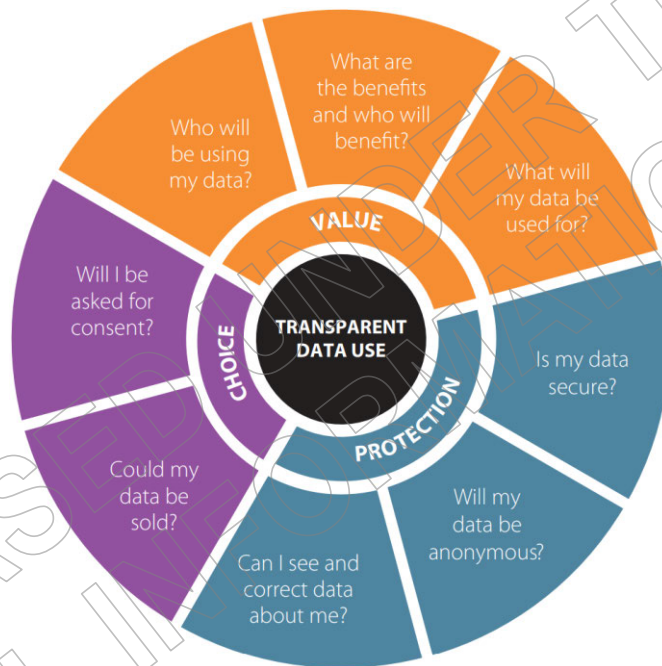 What are
the benefits
and who will
benefit?
What will
my data be
used for?
Is my data
secure?
Will my
data be
anonymous?
Can I see and
correct data
about me?
Could my
data be
sold?
Will I be
asked for
consent?
Who will
be using
my data?
VALUE
PROTECTION
CHOICE
TRANSPARENT
DATA USE